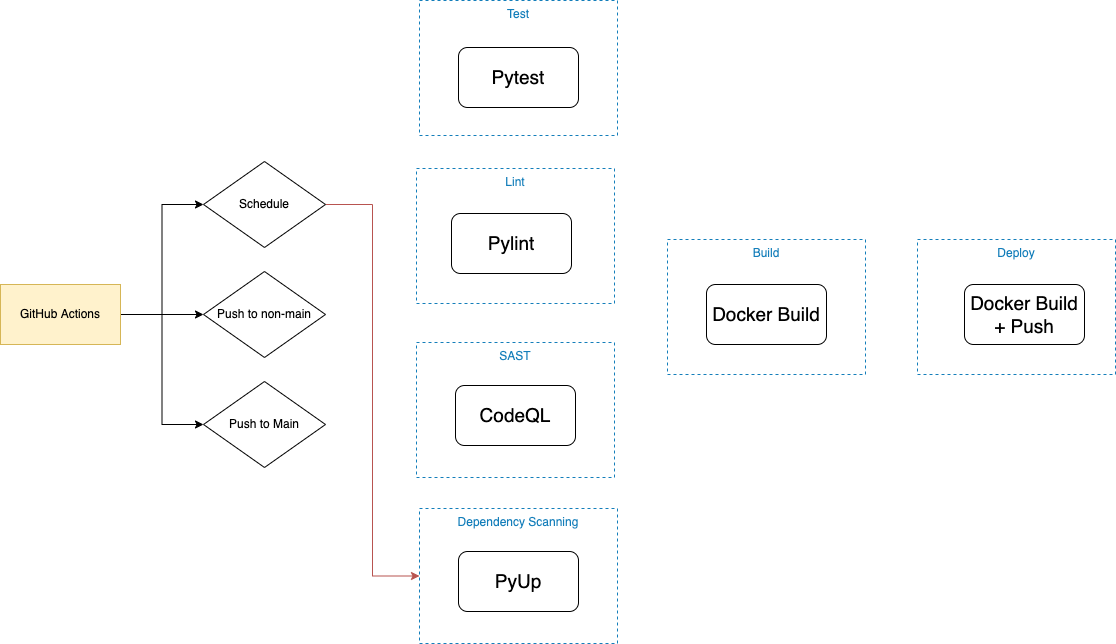 Test
Pytest
Lint
Pylint
Schedule
Push to non-main
Push to Main
GitHub Actions
SAST
CodeQL
Dependency Scanning
PyUp
Build
Docker Build
Deploy
Docker Build
+ Push